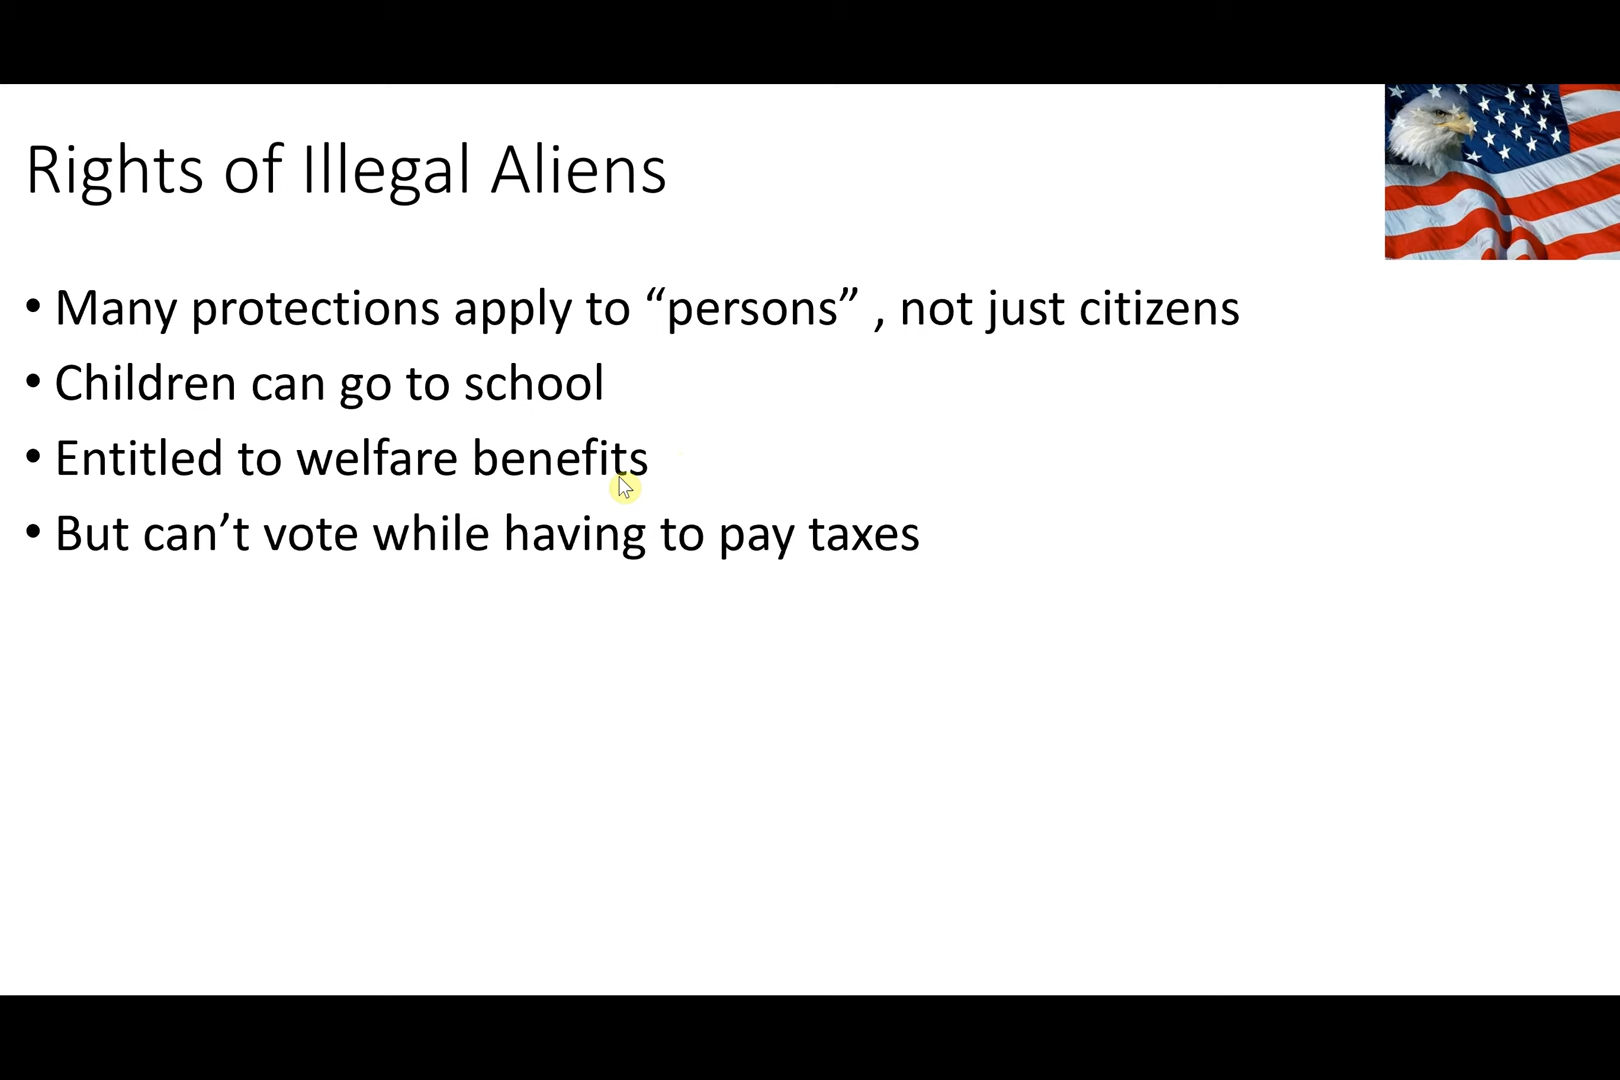 Rights of Illegal Aliens
• Many protections apply to “persons” , not just citizens
• Children can go to school
• Entitled to welfare benefits
• But can’t vote while having to pay taxes